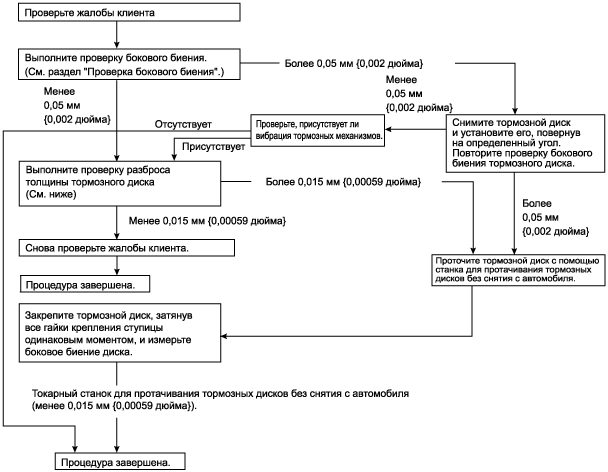 Проверьте жалобы клиента
Выполните проверку бокового биения.
(См. раздел "Проверка бокового биения".)
Более 0,05 мм {0,002 дюйма}
Менее
0,05 мм
{0,002 дюйма}
Менее
0,05 мм
{0,002 дюйма}
Отсутствует
Проверьте, присутствует ли
вибрация тормозных механизмов.
Снимите тормозной диск
и установите его, повернув
на определенный угол.
Повторите проверку бокового
биения тормозного диска.
Присутствует
Выполните проверку разброса
толщины тормозного диска
(См. ниже)
Более 0,015 мм {0,00059 дюйма}
Более
0,05 мм
{0,002 дюйма}
Менее 0,015 мм {0,00059 дюйма}
Снова проверьте жалобы клиента.
Проточите тормозной диск с помощью
станка для протачивания тормозных
дисков без снятия с автомобиля.
Процедура завершена.
Закрепите тормозной диск, затянув
все гайки крепления ступицы
одинаковым моментом, и измерьте
боковое биение диска.
Токарный станок для протачивания тормозных дисков без снятия с автомобиля
(менее 0,015 мм {0,00059 дюйма}).
Процедура завершена.